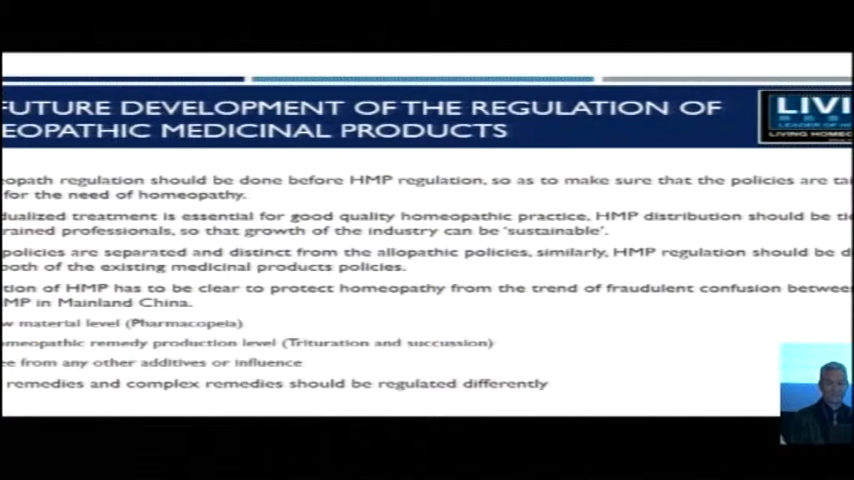 FUTURE DEVELOPMENT OF THE REGULATION OF
EOPATHIC MEDICINAL PRODUCTS
LIVI
LEADER OF
LIVING HOMEO
eopath regulation should be done before HMP regulation, so as to make sure that the policies are tai
for the need of homeopathy.
dualized treatment is essential for good quality homeopathic practice, HMP distribution should be tie
rained professionals, so that growth of the industry can be 'sustainable'.
policies are separated and distinct from the allopathic policies, similarly, HMP regulation should be d
both of the existing medicinal products policies.
tion of HMP has to be clear to protect homeopathy from the trend of fraudulent confusion between
MP in Mainland China.
w material level (Pharmacopeia)
omeopathic remedy production level (Trituration and succussion)
ee from any other additives or influence
remedies and complex remedies should be regulated differently